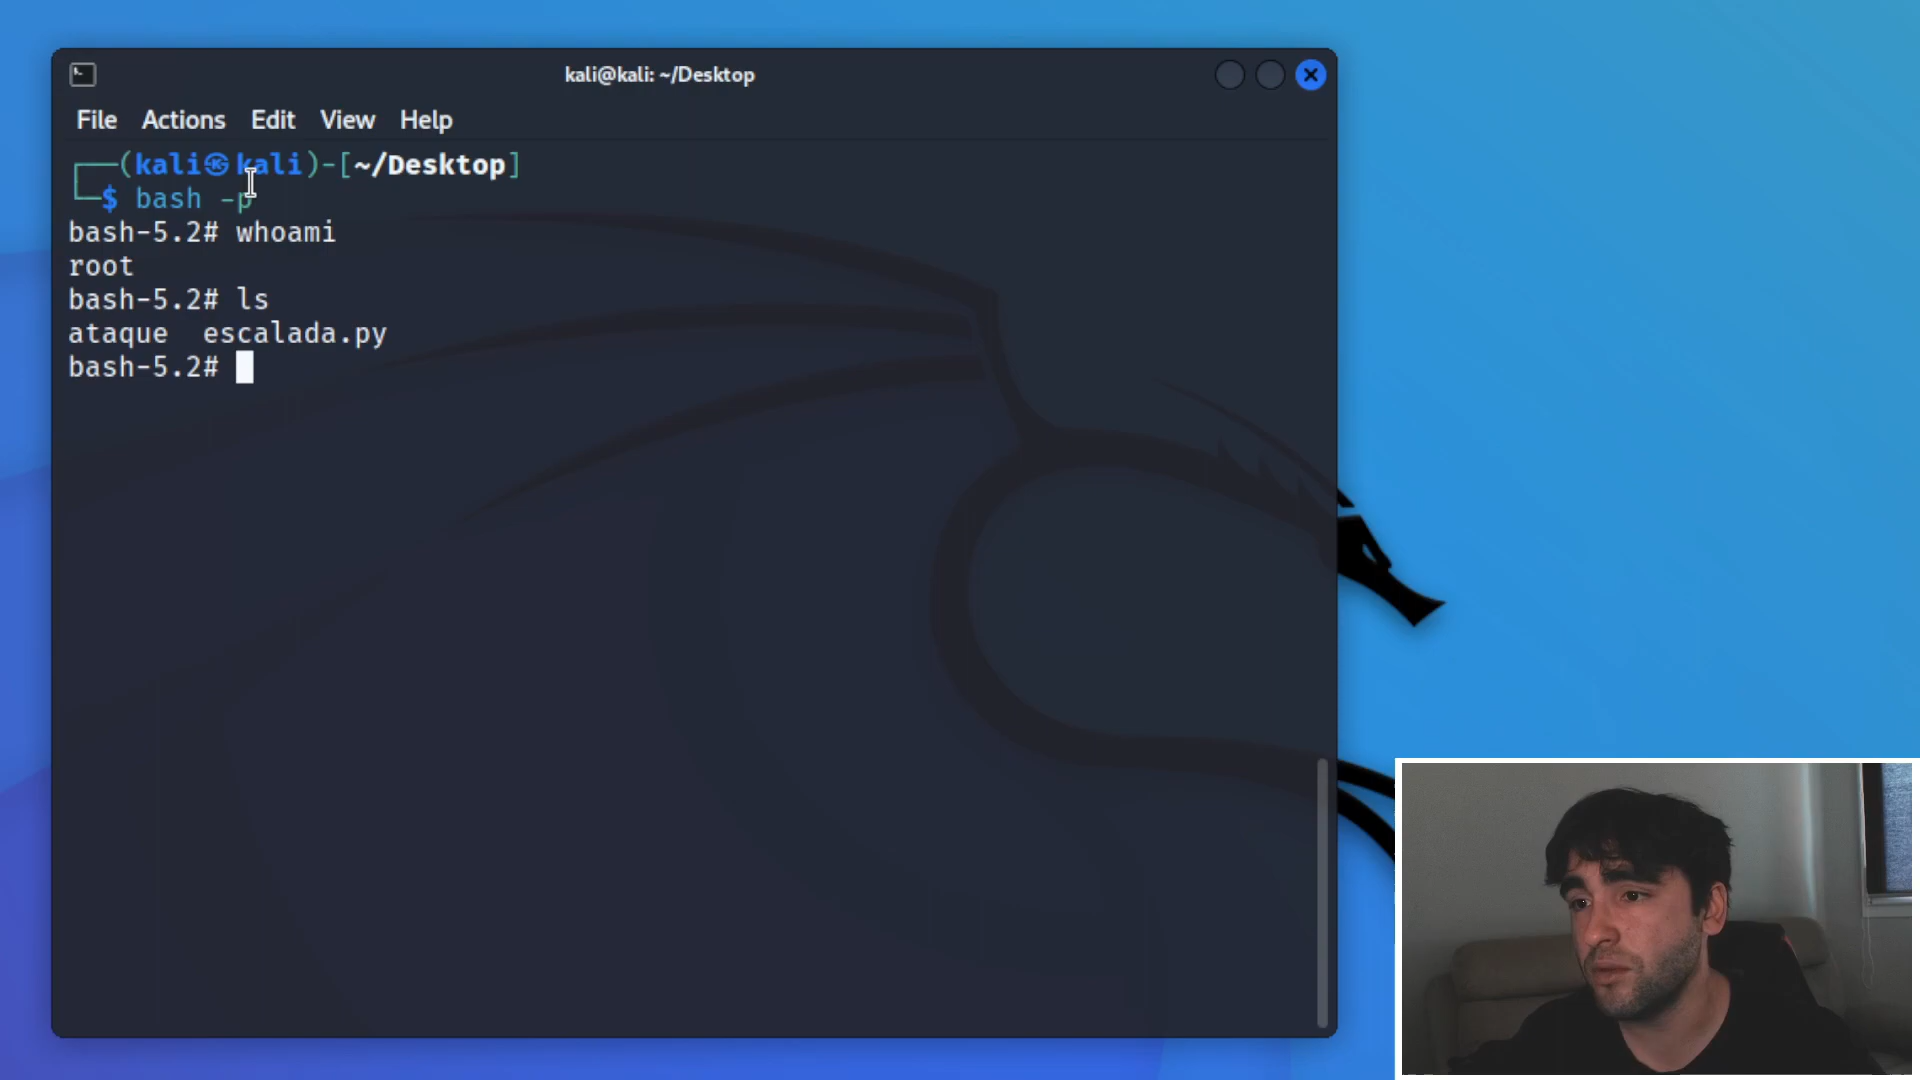 kali@kali: ~/Desktop
File Actions Edit View Help
┌──(kali㉿kali)-[~/Desktop]
└─$ bash -p
bash-5.2# whoami
root
bash-5.2# ls
ataque  escalada.py
bash-5.2#